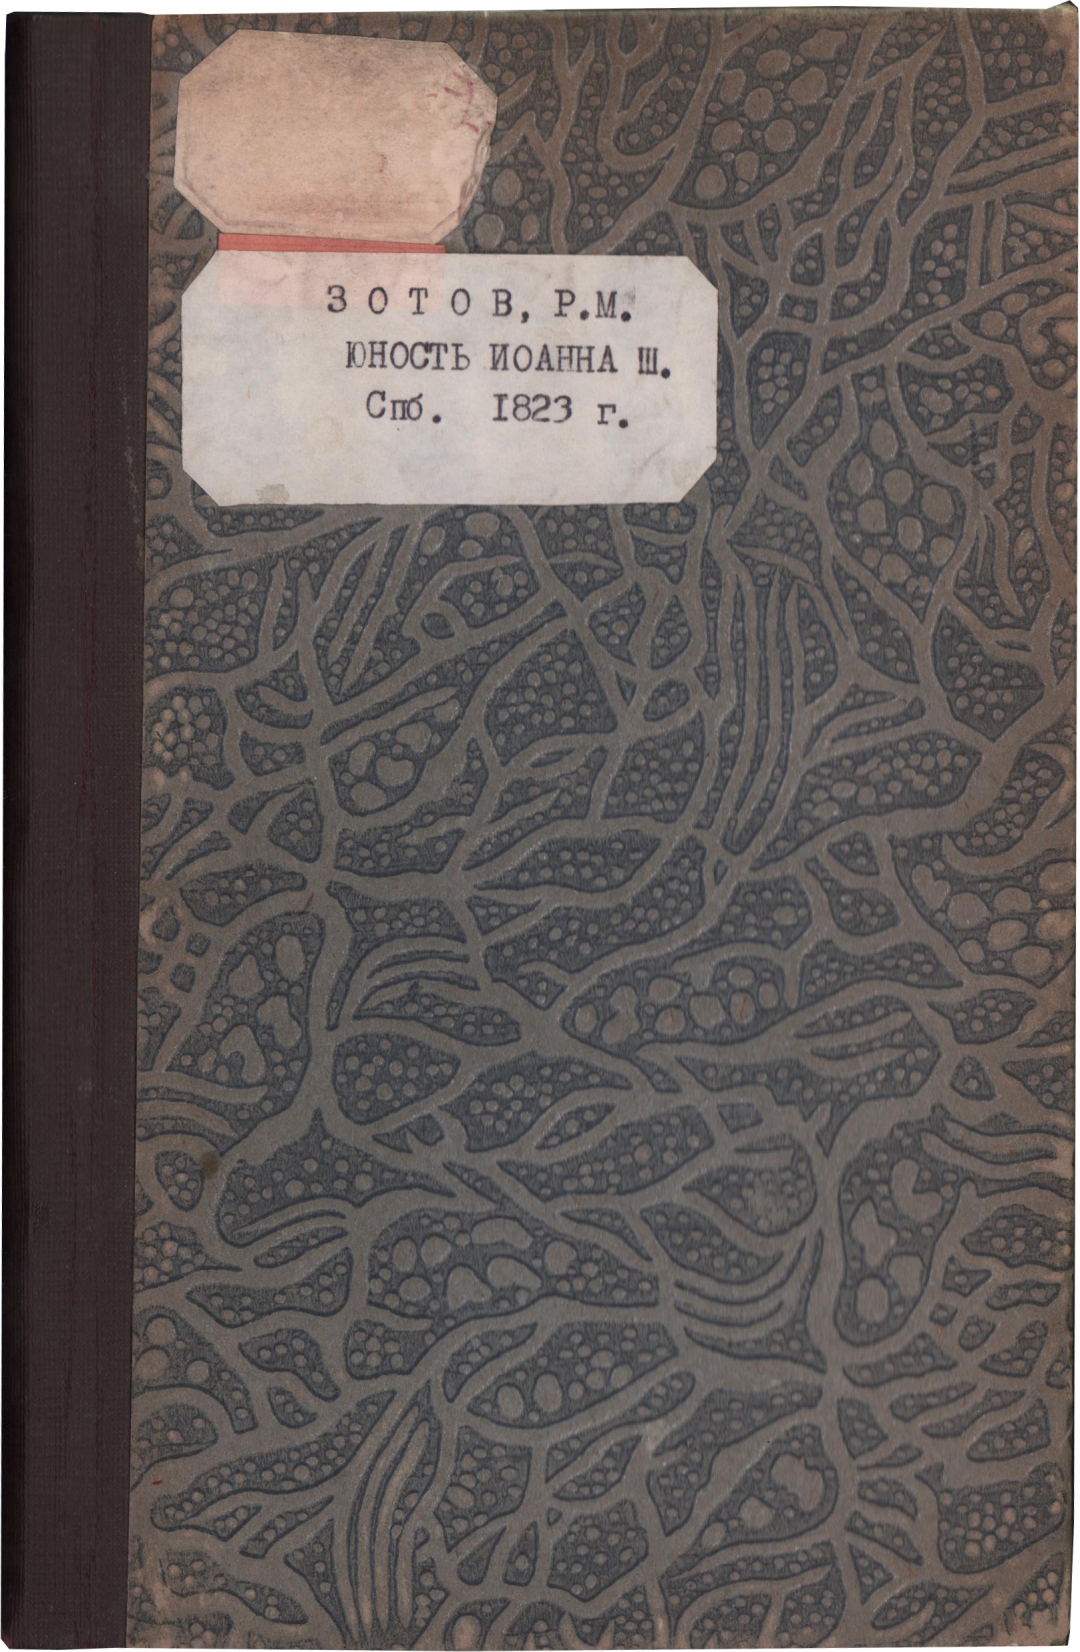 ЗОТОВ, Р.М.
ЮНОСТЬ ИОАННА Ш.
Спб. 1823 г.